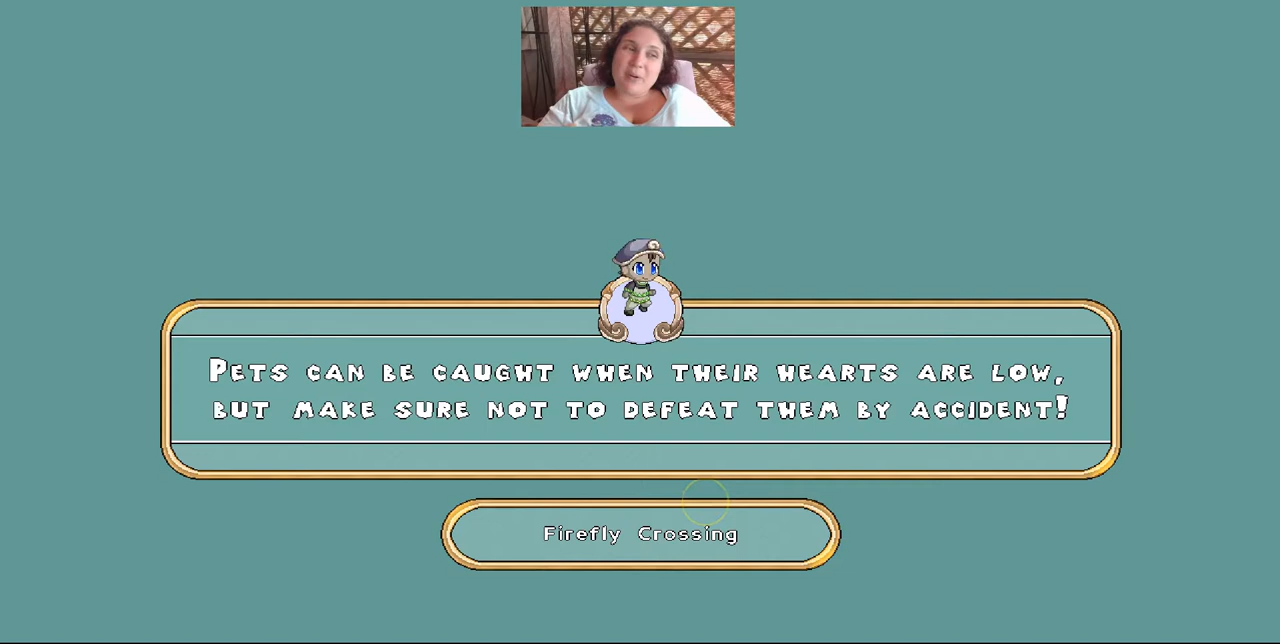 Pets can be caught when their hearts are low,
but make sure not to defeat them by accident!
Firefly Crossing